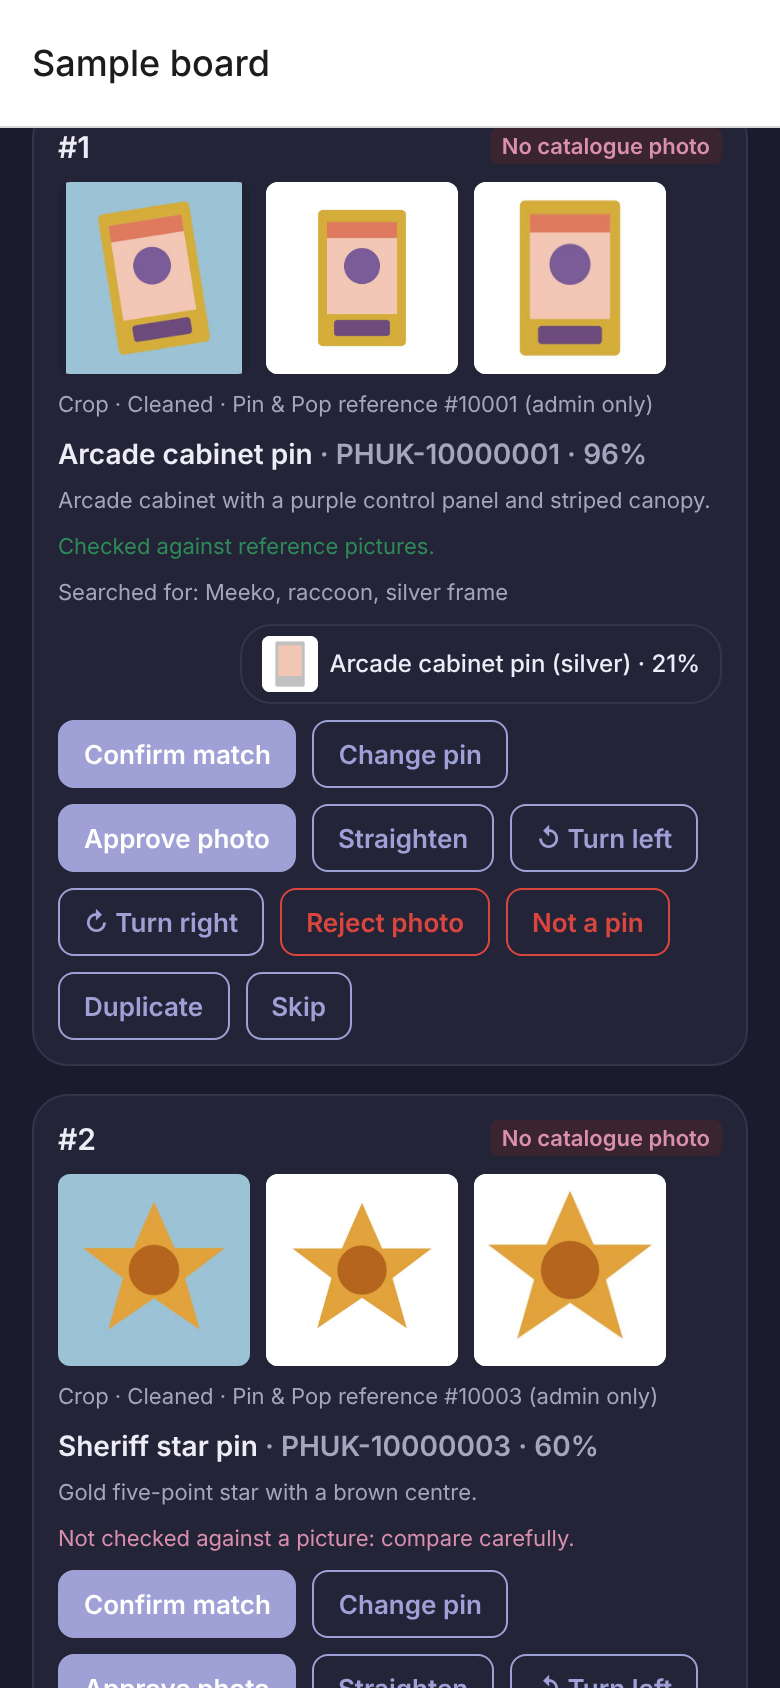 Sample board
#1
No catalogue photo
Crop · Cleaned · Pin & Pop reference #10001 (admin only)
Arcade cabinet pin · PHUK-10000001 · 96%
Arcade cabinet with a purple control panel and striped canopy.
Checked against reference pictures.
Searched for: Meeko, raccoon, silver frame
Arcade cabinet pin (silver) · 21%
Confirm match
Change pin
Approve photo
Straighten
↺ Turn left
↻ Turn right
Reject photo
Not a pin
Duplicate
Skip
#2
No catalogue photo
Crop · Cleaned · Pin & Pop reference #10003 (admin only)
Sheriff star pin · PHUK-10000003 · 60%
Gold five-point star with a brown centre.
Not checked against a picture: compare carefully.
Confirm match
Change pin
Approve photo
Straighten
↺ Turn left